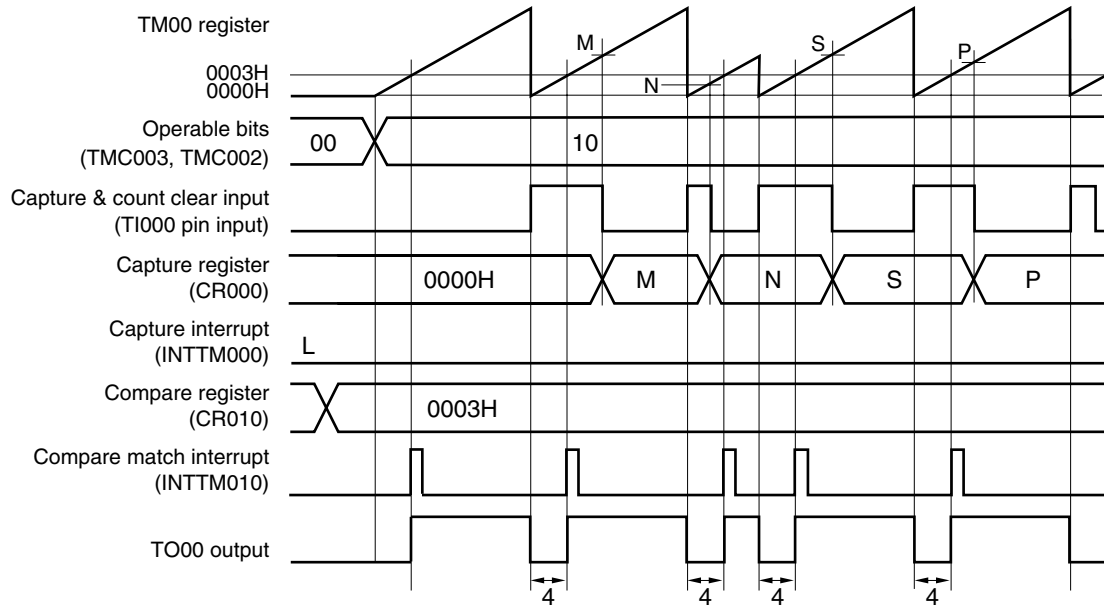 TM00 register
M
S
P
0003H
0000H
N
Operable bits
(TMC003, TMC002)
00
10
Capture & count clear input
(TI000 pin input)
Capture register
(CR000)
0000H
M
N
S
P
Capture interrupt
(INTTM000)
L
Compare register
(CR010)
0003H
Compare match interrupt
(INTTM010)
TO00 output
4
4
4
4